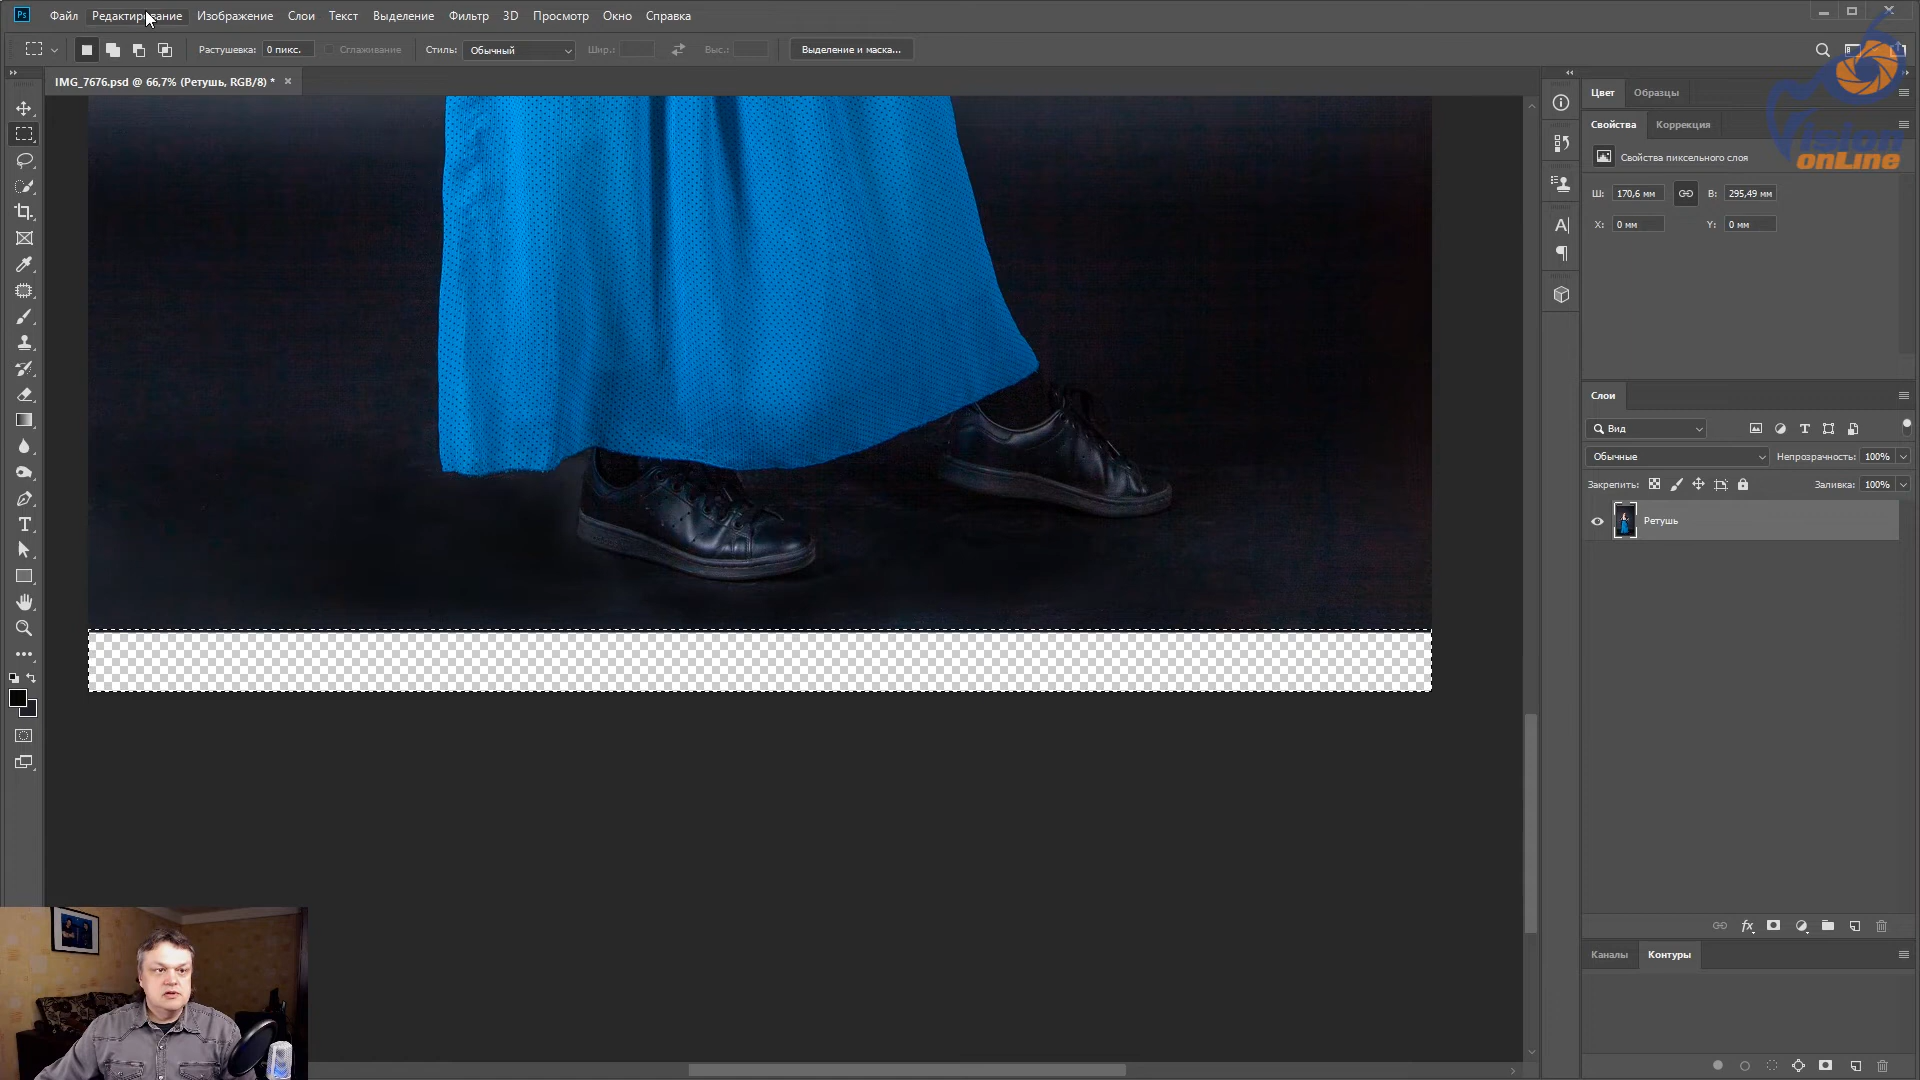 Ps Файл Редактирование Изображение Слои Текст Выделение Фильтр 3D Просмотр Окно Справка
Растушевка: 0 пикс. Сглаживание Стиль: Обычный Шир.: Выс.: Выделение и маска...
IMG_7676.psd @ 66,7% (Ретушь, RGB/8) *
Цвет Образцы
Свойства Коррекция
ision
onLine
Свойства пиксельного слоя
Ш: 170,6 мм В: 295,49 мм
X: 0 мм Y: 0 мм
Слои
Вид
Обычные Непрозрачность: 100%
Закрепить: Заливка: 100%
Ретушь
fx
Каналы Контуры